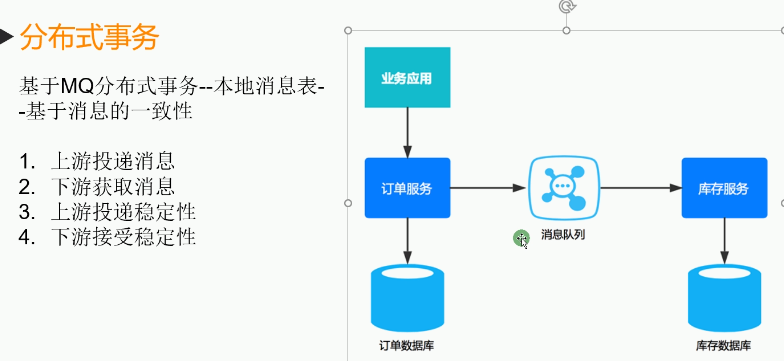 分布式事务
基于MQ分布式事务--本地消息表-
-基于消息的一致性
1. 上游投递消息
2. 下游获取消息
3. 上游投递稳定性
4. 下游接受稳定性
业务应用
订单服务
消息队列
库存服务
订单数据库
库存数据库